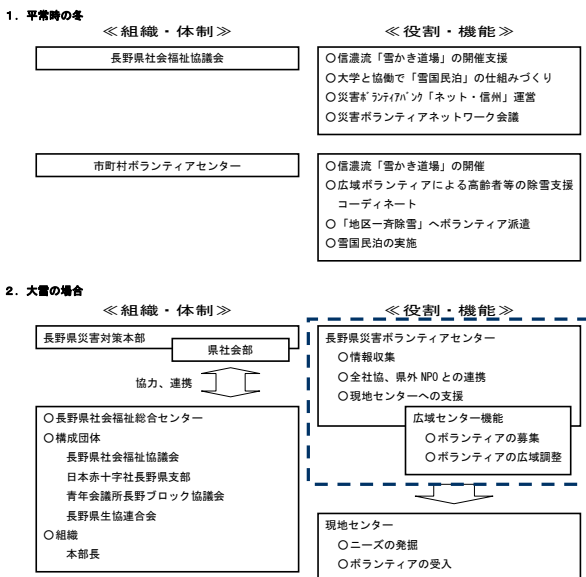 1．平常時の冬
≪組織・体制≫
≪役割・機能≫
長野県社会福祉協議会
○信濃流「雪かき道場」の開催支援
○大学と協働で「雪国民泊」の仕組みづくり
○災害ボランティアバンク「ネット・信州」運営
○災害ボランティアネットワーク会議
市町村ボランティアセンター
○信濃流「雪かき道場」の開催
○広域ボランティアによる高齢者等の除雪支援
コーディネート
○「地区一斉除雪」へボランティア派遣
○雪国民泊の実施
2．大雪の場合
≪組織・体制≫
≪役割・機能≫
長野県災害対策本部
県社会部
協力、連携
○長野県社会福祉総合センター
○構成団体
長野県社会福祉協議会
日本赤十字社長野県支部
青年会議所長野ブロック協議会
長野県生協連合会
○組織
本部長
長野県災害ボランティアセンター
○情報収集
○全社協、県外 NPO との連携
○現地センターへの支援
広域センター機能
○ボランティアの募集
○ボランティアの広域調整
現地センター
○ニーズの発掘
○ボランティアの受入